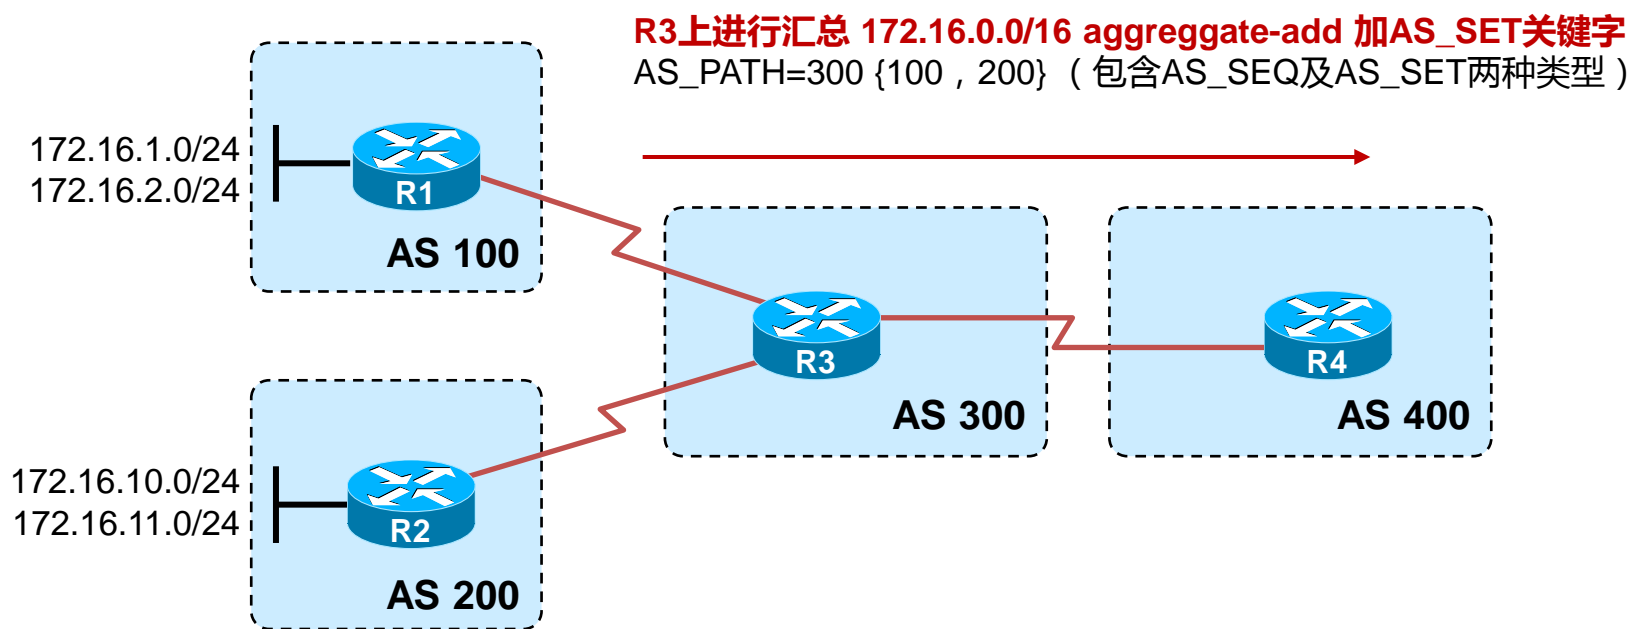 R3上进行汇总 172.16.0.0/16 aggreggate-add 加AS_SET关键字
AS_PATH=300 {100，200} （包含AS_SEQ及AS_SET两种类型）
172.16.1.0/24
172.16.2.0/24
R1
AS 100
R3
AS 300
R4
AS 400
172.16.10.0/24
172.16.11.0/24
R2
AS 200